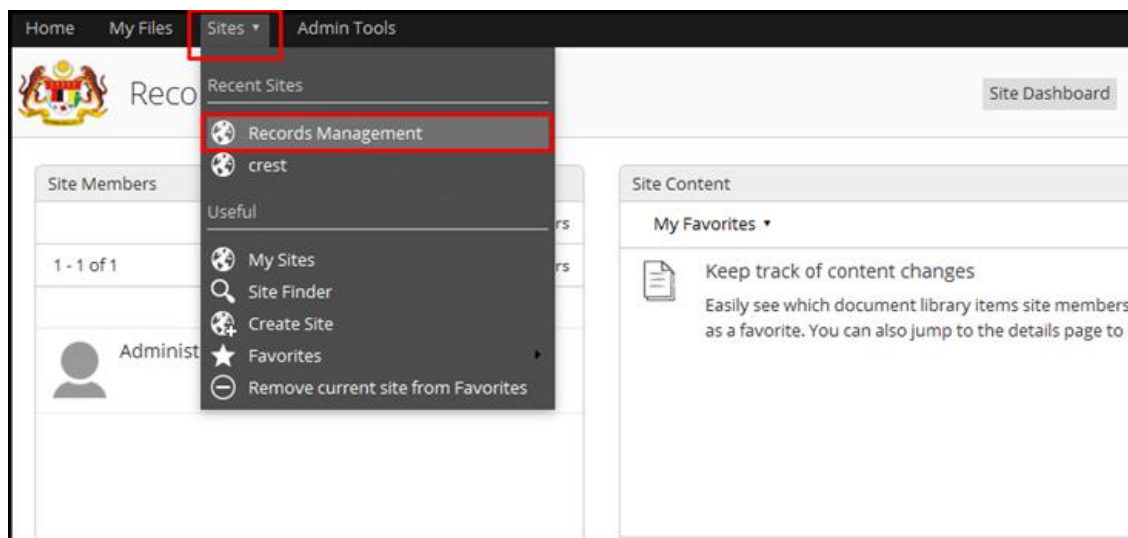 Home My Files Sites ▾ Admin Tools
Reco
Site Dashboard
Recent Sites
Records Management
crest
Useful
My Sites
Site Finder
Create Site
Favorites
Remove current site from Favorites
Site Members
rs
1 - 1 of 1
rs
Administ
Site Content
My Favorites ▾
Keep track of content changes
Easily see which document library items site members
as a favorite. You can also jump to the details page to